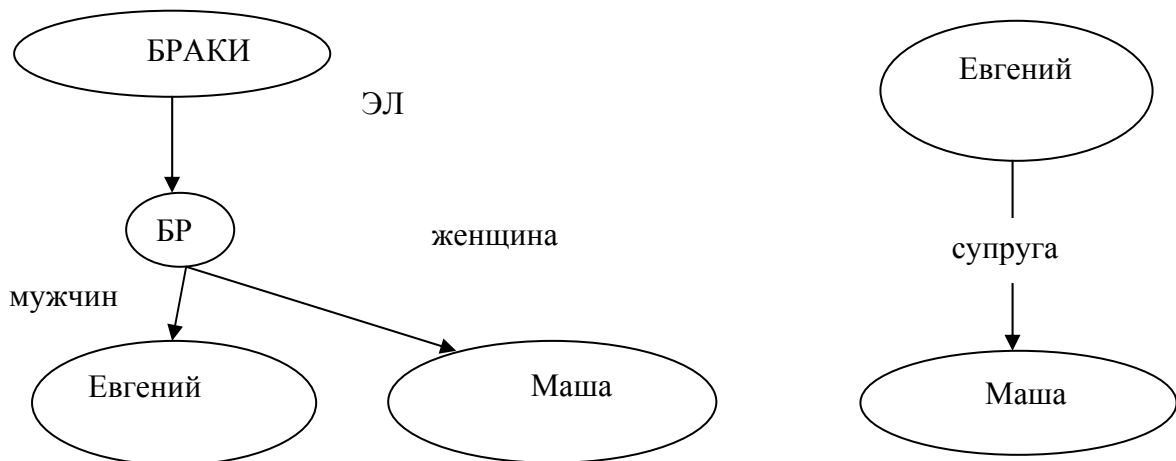 БРАКИ
ЭЛ
БР
женщина
мужчин
Евгений
Маша
Евгений
супруга
Маша